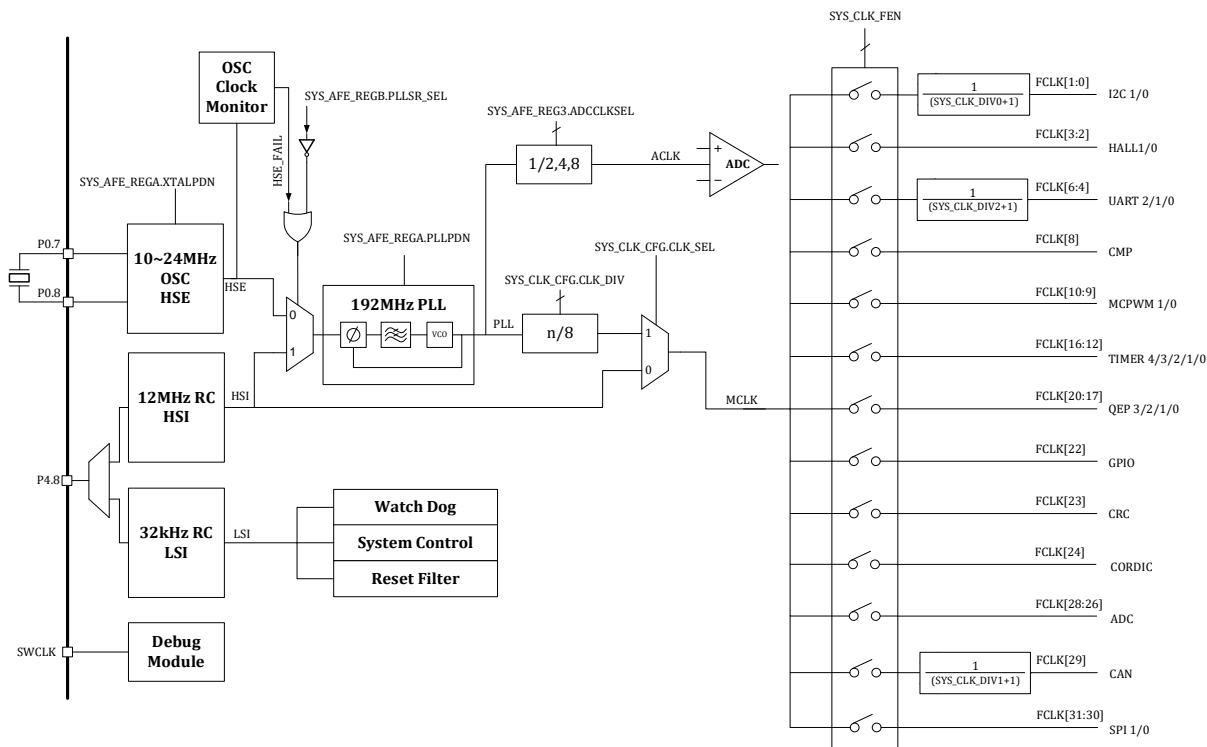 SYS_CLK_FEN
OSC
Clock
Monitor
SYS_AFE_REGB.PLLSR_SEL
HSE_FAIL
SYS_AFE_REG3.ADCCLKSEL
1/2,4,8
ACLK
+
−
ADC
SYS_AFE_REGA.XTALPDN
P0.7
P0.8
10~24MHz
OSC
HSE
HSE
0
1
SYS_AFE_REGA.PLLPDN
192MHz PLL
Ø
VCO
PLL
SYS_CLK_CFG.CLK_DIV
n/8
SYS_CLK_CFG.CLK_SEL
1
0
MCLK
12MHz RC
HSI
HSI
P4.8
32kHz RC
LSI
LSI
Watch Dog
System Control
Reset Filter
SWCLK
Debug
Module
1
(SYS_CLK_DIV0+1)
FCLK[1:0]
I2C 1/0
FCLK[3:2]
HALL1/0
1
(SYS_CLK_DIV2+1)
FCLK[6:4]
UART 2/1/0
FCLK[8]
CMP
FCLK[10:9]
MCPWM 1/0
FCLK[16:12]
TIMER 4/3/2/1/0
FCLK[20:17]
QEP 3/2/1/0
FCLK[22]
GPIO
FCLK[23]
CRC
FCLK[24]
CORDIC
FCLK[28:26]
ADC
1
(SYS_CLK_DIV1+1)
FCLK[29]
CAN
FCLK[31:30]
SPI 1/0